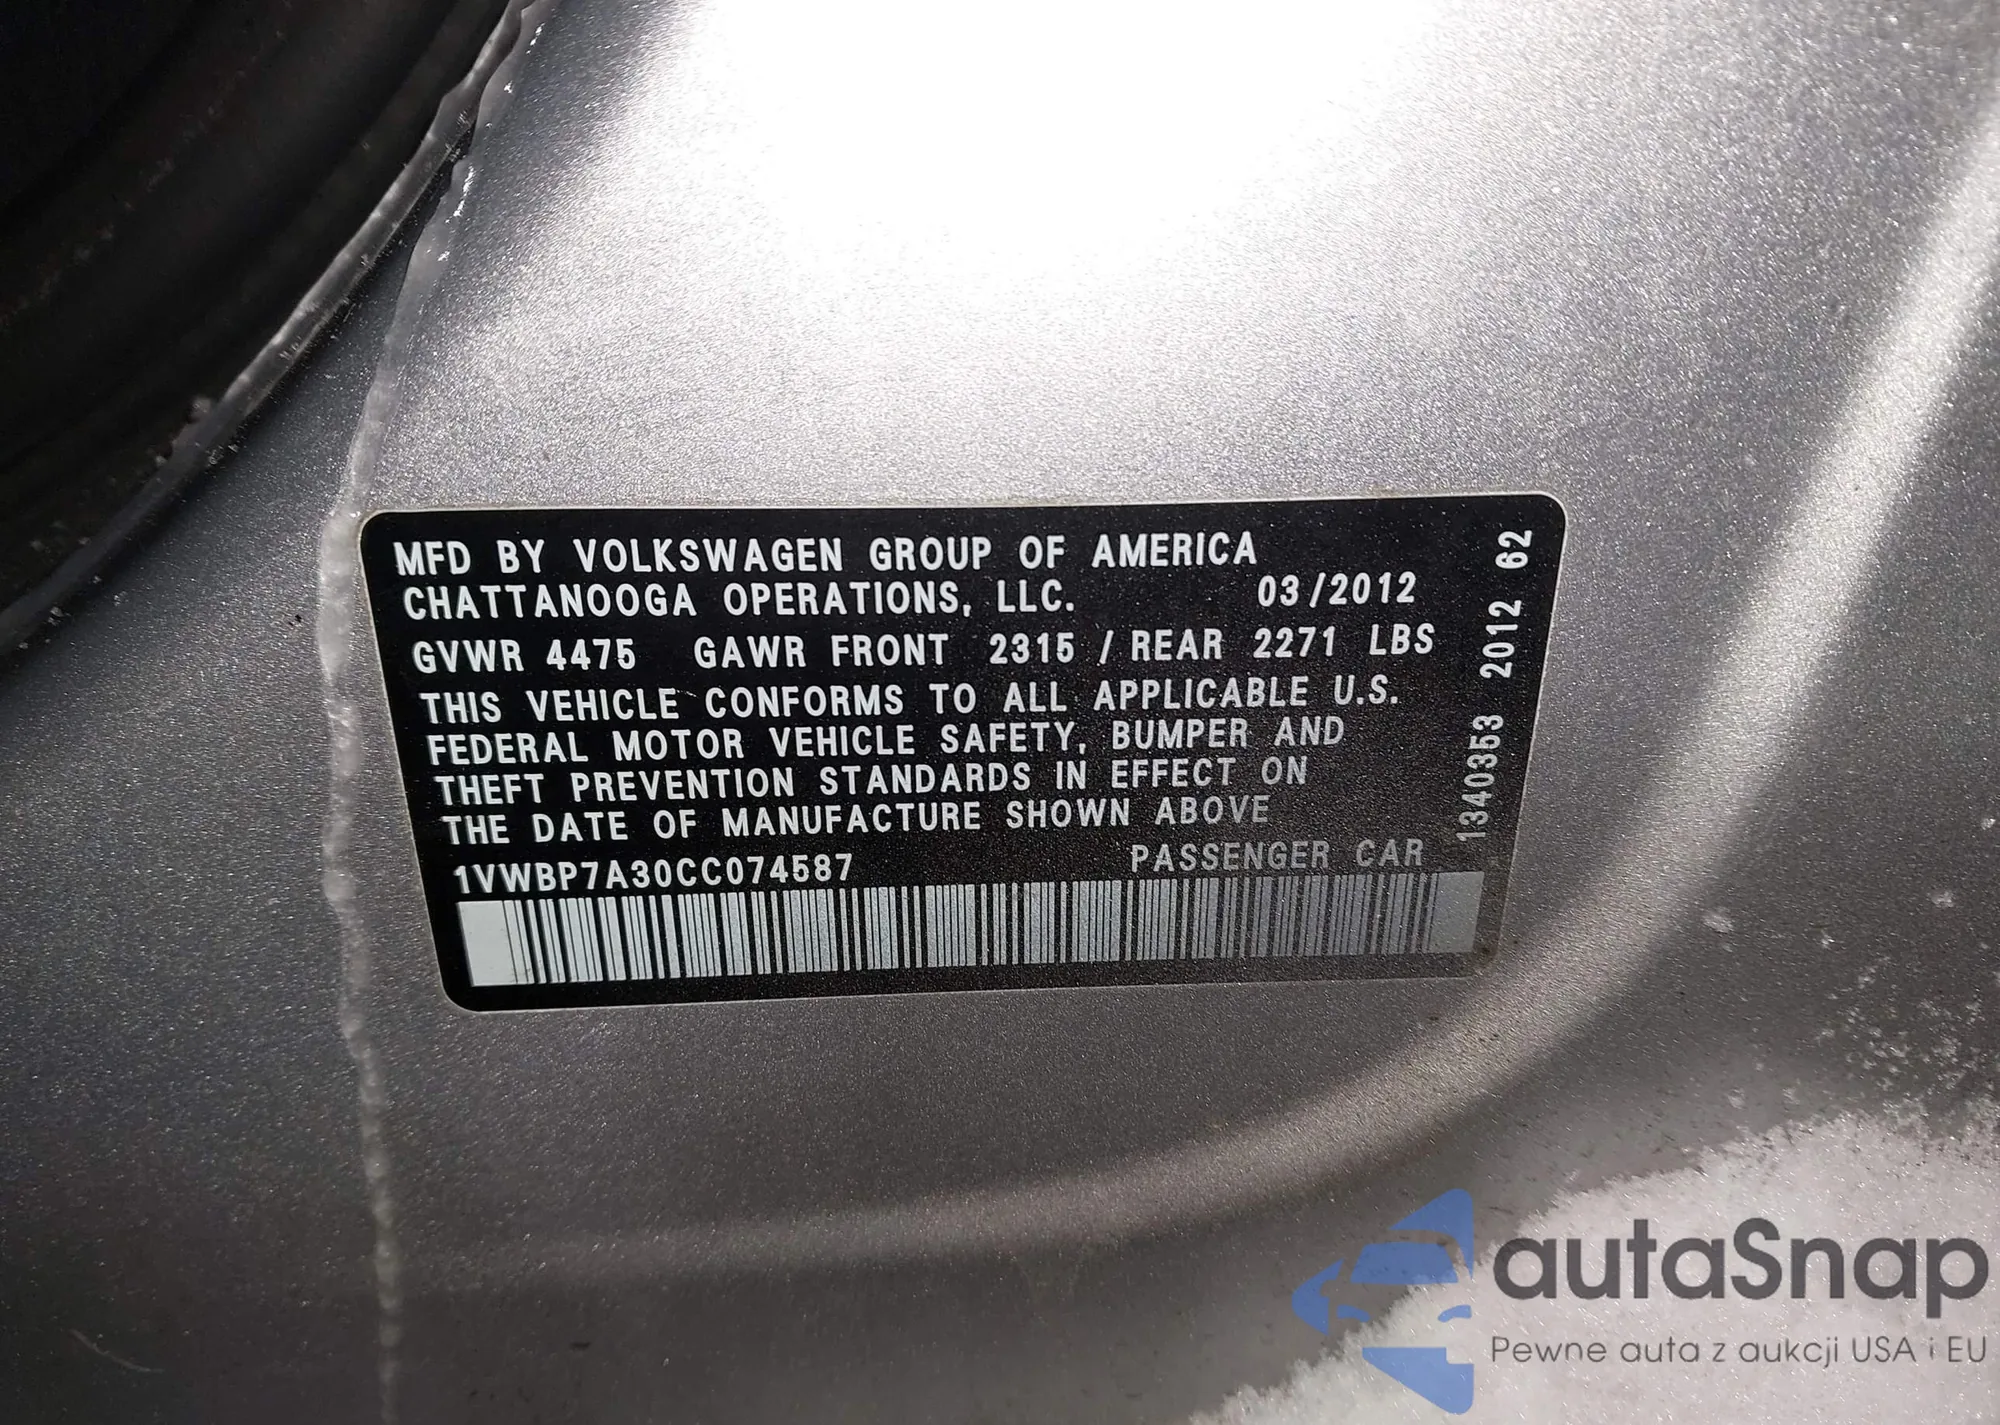 MFD BY VOLKSWAGEN GROUP OF AMERICA
CHATTANOOGA OPERATIONS, LLC. 03/2012
GVWR 4475 GAWR FRONT 2315 / REAR 2271 LBS
THIS VEHICLE CONFORMS TO ALL APPLICABLE U.S.
FEDERAL MOTOR VEHICLE SAFETY, BUMPER AND
THEFT PREVENTION STANDARDS IN EFFECT ON
THE DATE OF MANUFACTURE SHOWN ABOVE
1VWBP7A30CC074587 PASSENGER CAR
1340353 2012 62
autaSnap
Pewne auta z aukcji USA i EU